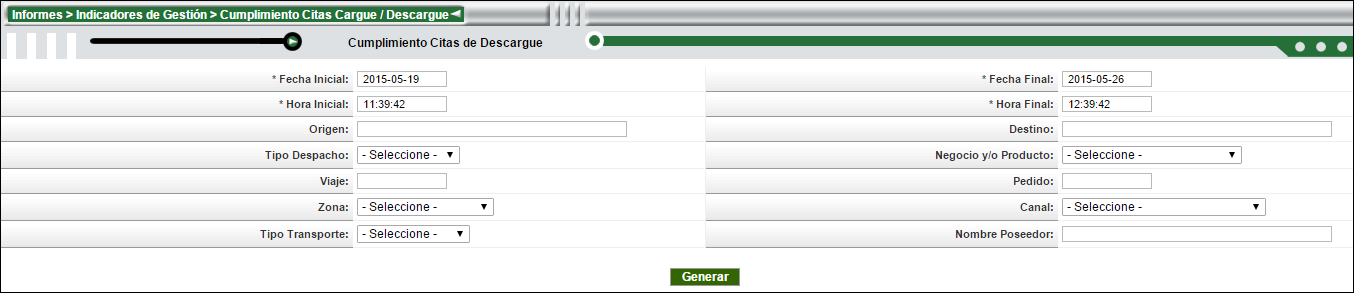 Informes > Indicadores de Gestión > Cumplimiento Citas Cargue / Descargue
Cumplimiento Citas de Descargue
* Fecha Inicial: 2015-05-19 * Fecha Final: 2015-05-26
* Hora Inicial: 11:39:42 * Hora Final: 12:39:42
Origen: Destino:
Tipo Despacho: - Seleccione - Negocio y/o Producto: - Seleccione -
Viaje: Pedido:
Zona: - Seleccione - Canal: - Seleccione -
Tipo Transporte: - Seleccione - Nombre Poseedor:
Generar